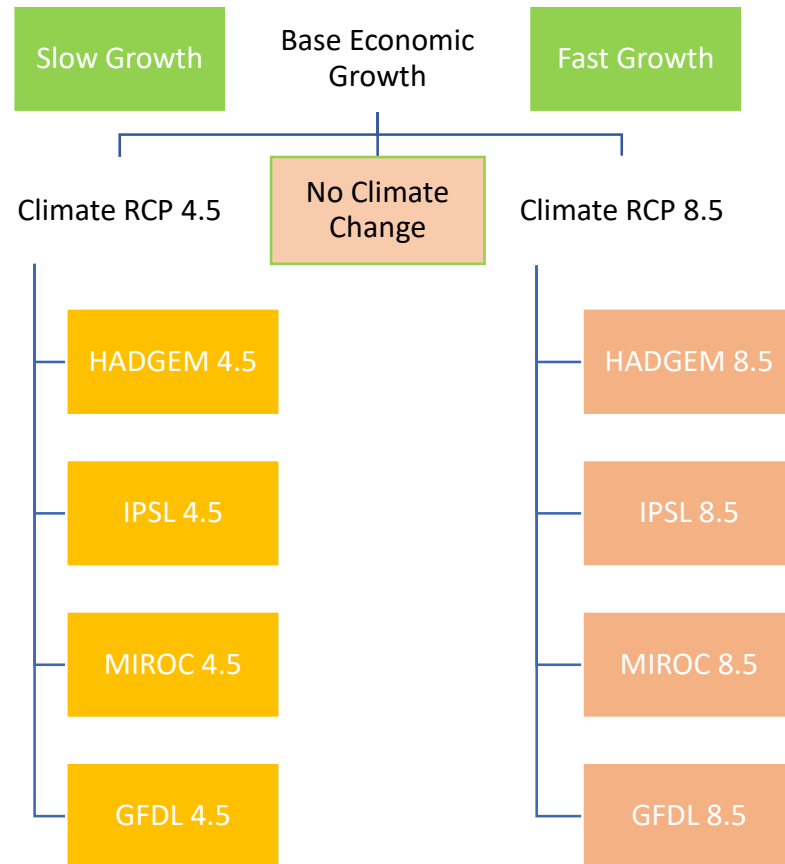 Slow Growth
Base Economic
Growth
Fast Growth
Climate RCP 4.5
No Climate
Change
Climate RCP 8.5
HADGEM 4.5
HADGEM 8.5
IPSL 4.5
IPSL 8.5
MIROC 4.5
MIROC 8.5
GFDL 4.5
GFDL 8.5